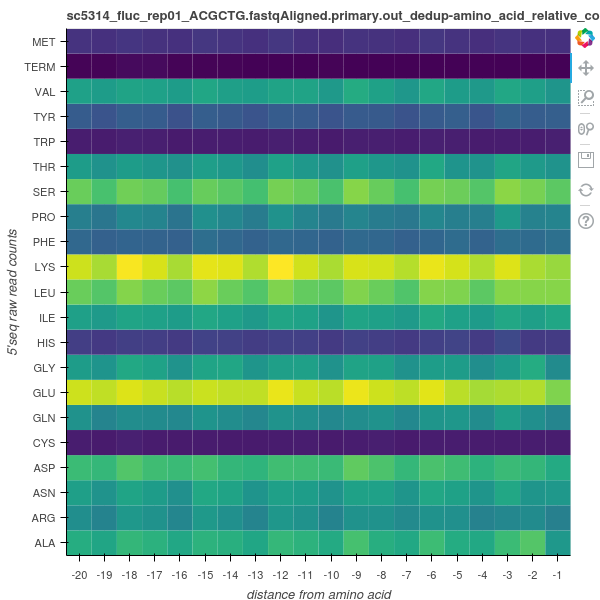 sc5314_fluc_rep01_ACGCTG.fastqAligned.primary.out_dedup-amino_acid_relative_co
MET
TERM
VAL
TYR
TRP
THR
SER
PRO
PHE
LYS
LEU
ILE
HIS
GLY
GLU
GLN
CYS
ASP
ASN
ARG
ALA
5'seq raw read counts
-20 -19 -18 -17 -16 -15 -14 -13 -12 -11 -10 -9 -8 -7 -6 -5 -4 -3 -2 -1
distance from amino acid